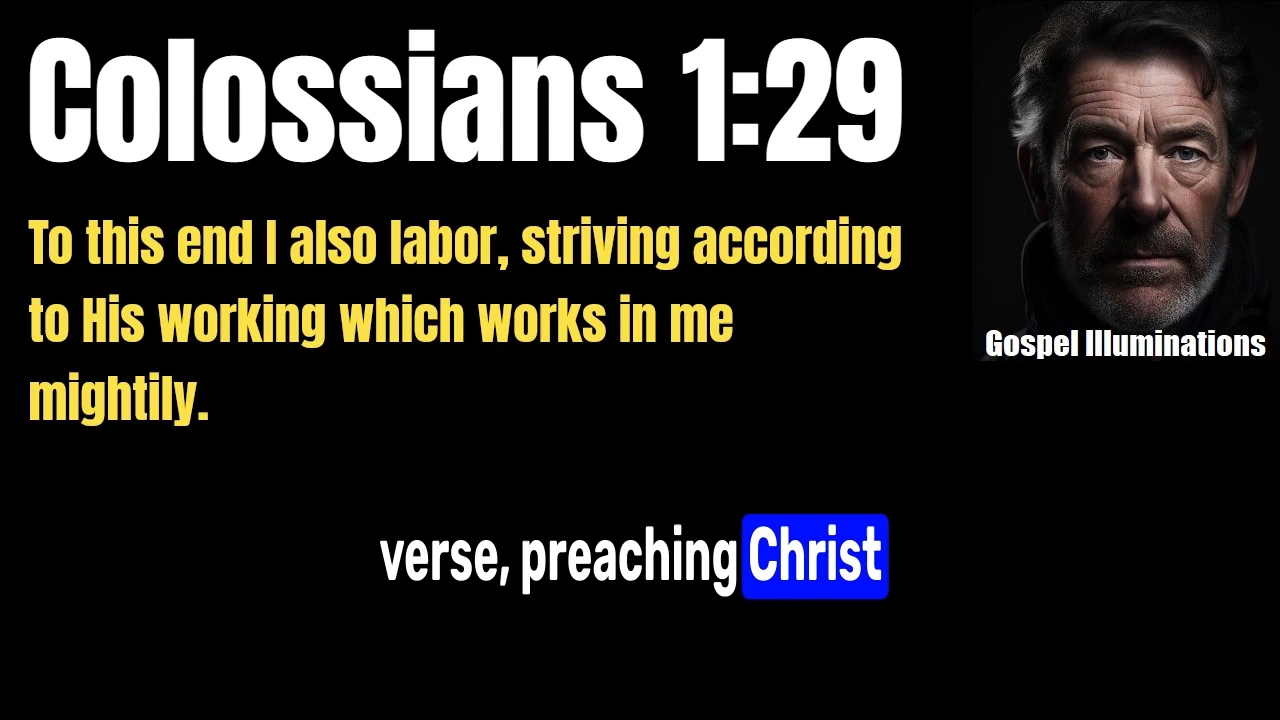 Colossians 1:29
To this end I also labor, striving according
to His working which works in me
mightily.
Gospel Illuminations
verse, preaching Christ